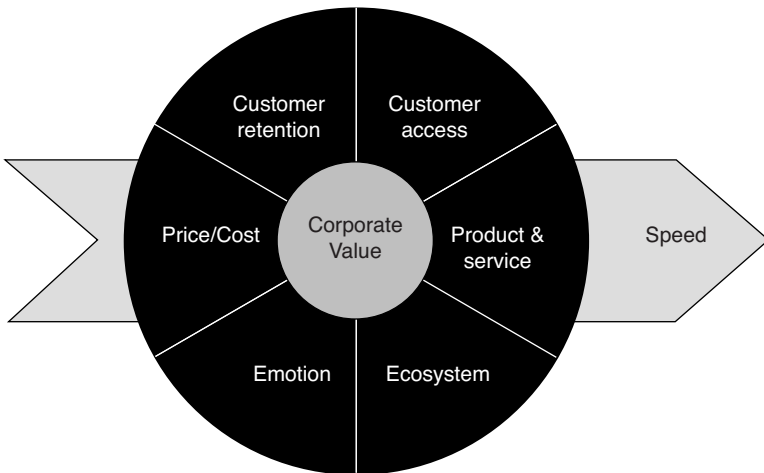 Customer
retention
Customer
access
Price/Cost
Corporate
Value
Product &
service
Speed
Emotion
Ecosystem